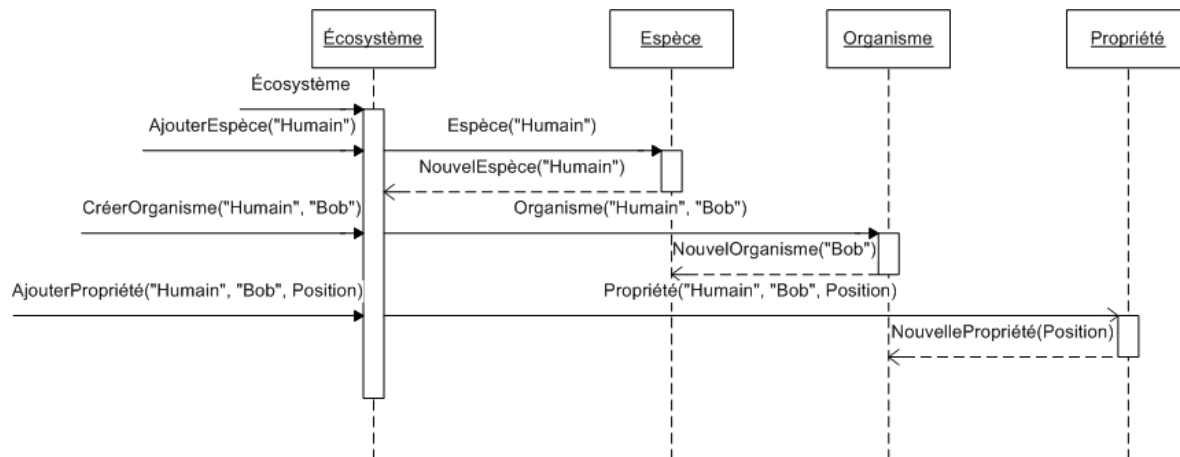 Écosystème
Espèce
Organisme
Propriété
Écosystème
AjouterEspèce("Humain")
Espèce("Humain")
NouvelEspèce("Humain")
CréerOrganisme("Humain", "Bob")
Organisme("Humain", "Bob")
NouvelOrganisme("Bob")
AjouterPropriété("Humain", "Bob", Position)
Propriété("Humain", "Bob", Position)
NouvellePropriété(Position)